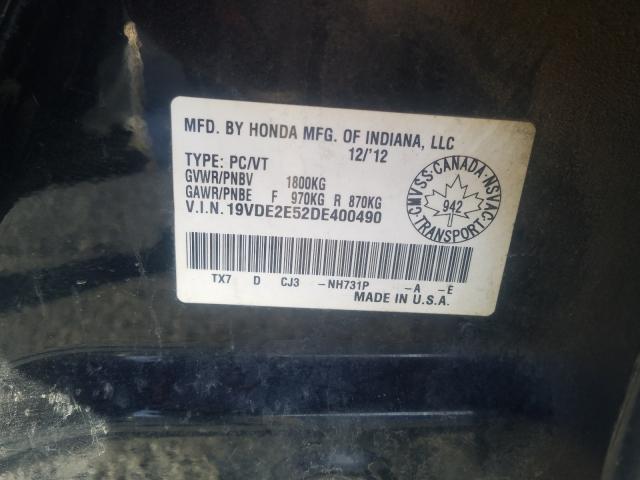 MFD. BY HONDA MFG. OF INDIANA, LLC
12/'12
TYPE: PC/VT
GVWR/PNBV 1800KG
GAWR/PNBE F 970KG R 870KG
V.I.N. 19VDE2E52DE400490
CMVSS-CANADA-NSVAC
942
TRANSPORT
TX7 D CJ3 -NH731P -A -E
MADE IN U.S.A.